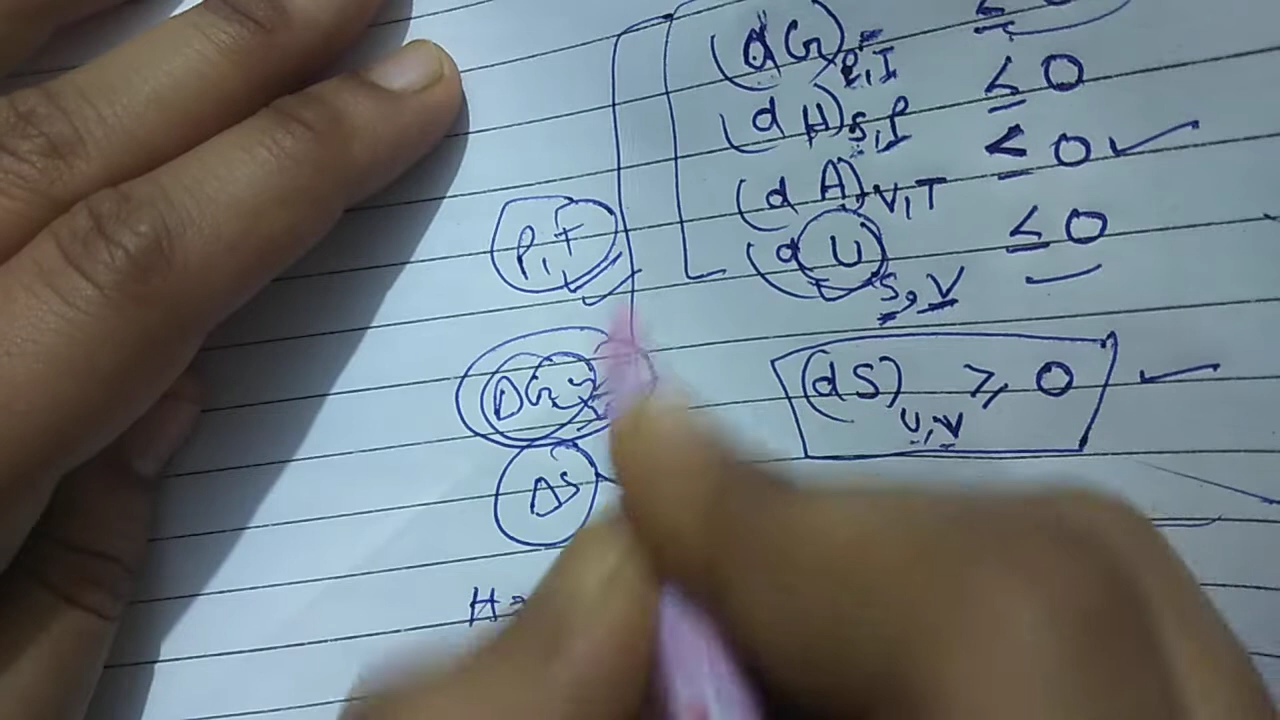 (dG)P,T ≤ 0
(dH)S,P ≤ 0
(dA)V,T ≤ 0
(dU)S,V ≤ 0
P,T
(dS)U,V ≥ 0
ΔG
ΔS
H=